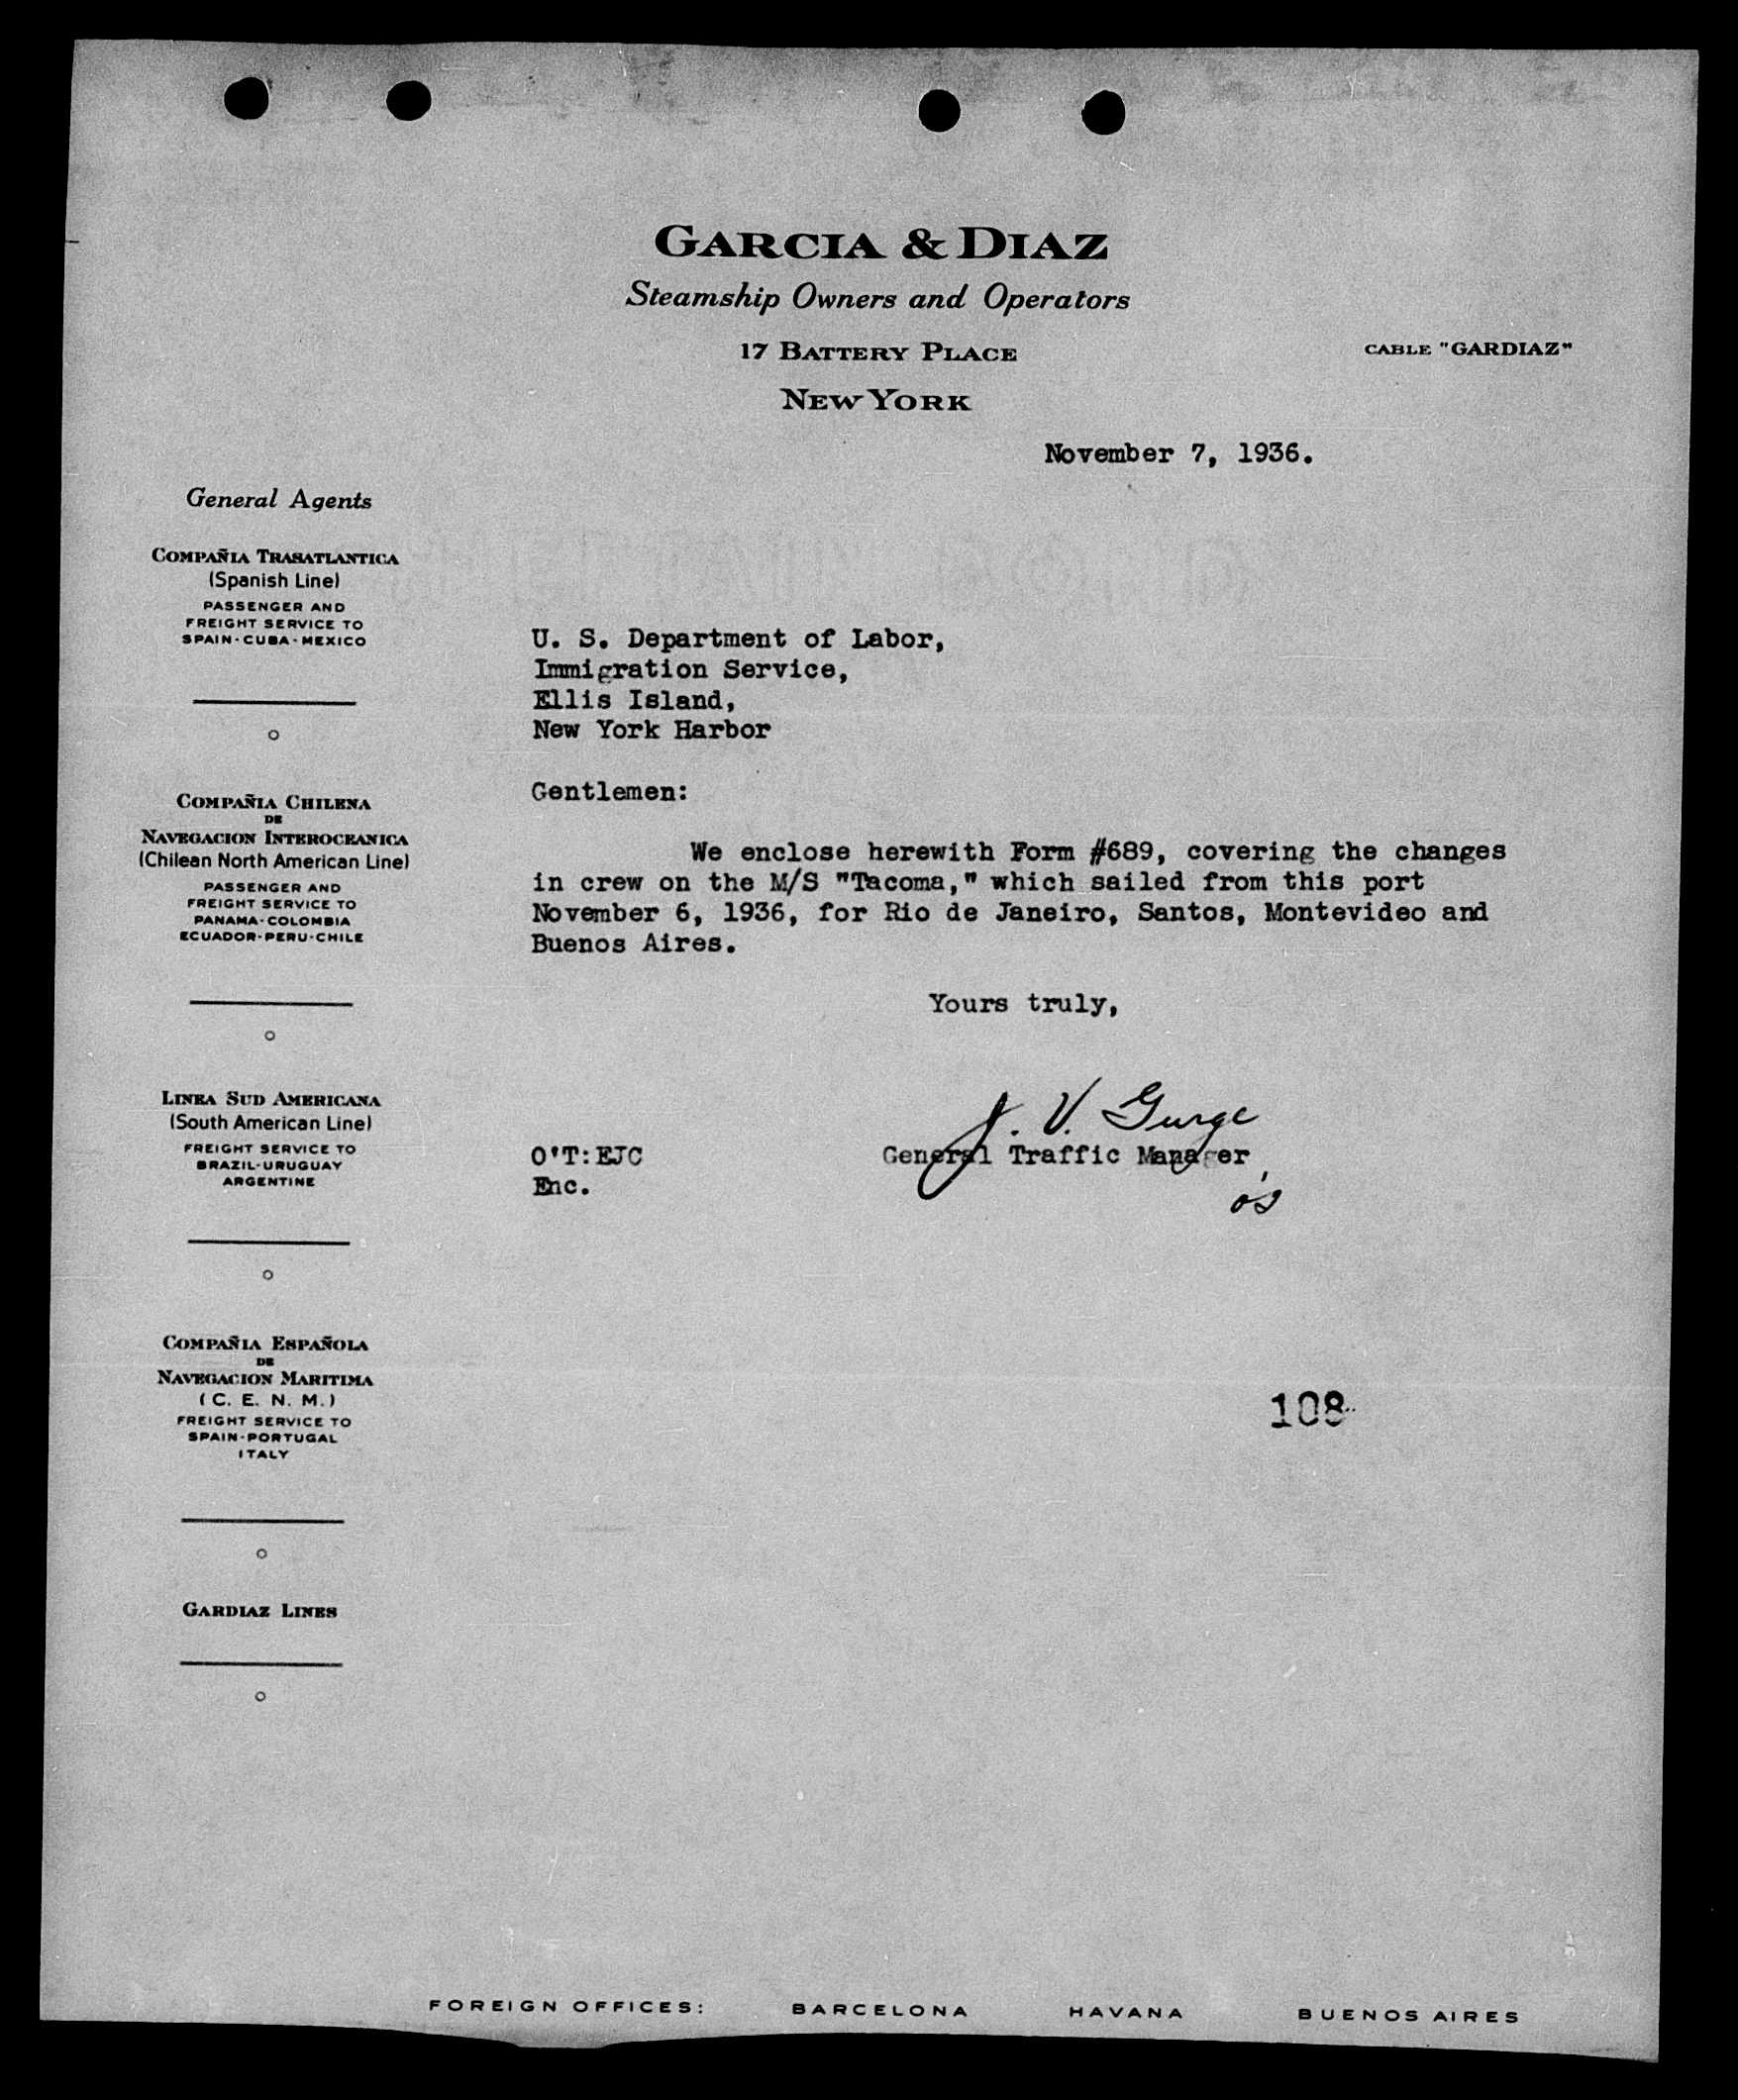 GARCIA & DIAZ
Steamship Owners and Operators
17 BATTERY PLACE
CABLE "GARDIAZ"
NEW YORK
November 7, 1936.
General Agents
COMPAÑIA TRASATLANTICA
(Spanish Line)
PASSENGER AND
FREIGHT SERVICE TO
SPAIN-CUBA-MEXICO
COMPAÑIA CHILENA
DE
NAVEGACION INTEROCEANICA
(Chilean North American Line)
PASSENGER AND
FREIGHT SERVICE TO
PANAMA-COLOMBIA
ECUADOR-PERU-CHILE
LINEA SUD AMERICANA
(South American Line)
FREIGHT SERVICE TO
BRAZIL-URUGUAY
ARGENTINE
COMPAÑIA ESPAÑOLA
DE
NAVEGACION MARITIMA
(C. E. N. M.)
FREIGHT SERVICE TO
SPAIN-PORTUGAL
ITALY
GARDIAZ LINES
U. S. Department of Labor,
Immigration Service,
Ellis Island,
New York Harbor
Gentlemen:
We enclose herewith Form #689, covering the changes
in crew on the M/S "Tacoma," which sailed from this port
November 6, 1936, for Rio de Janeiro, Santos, Montevideo and
Buenos Aires.
Yours truly,
J. V.
O'T:EJC
General Traffic Manager
Enc.
108
FOREIGN OFFICES: BARCELONA HAVANA BUENOS AIRES